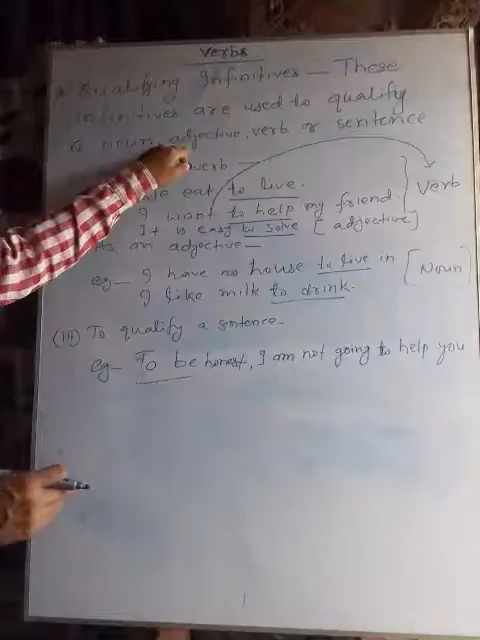 Verbs
Qualifying Infinitives — These
infinitives are used to qualify
a noun, adjective, verb or sentence
verb —
We eat to live.
I want to help my friend.
Verb
It is easy to solve [adjective]
As an adjective —
eg — I have no house to live in [Noun]
I like milk to drink.
(iii) To qualify a sentence —
eg — To be honest, I am not going to help you